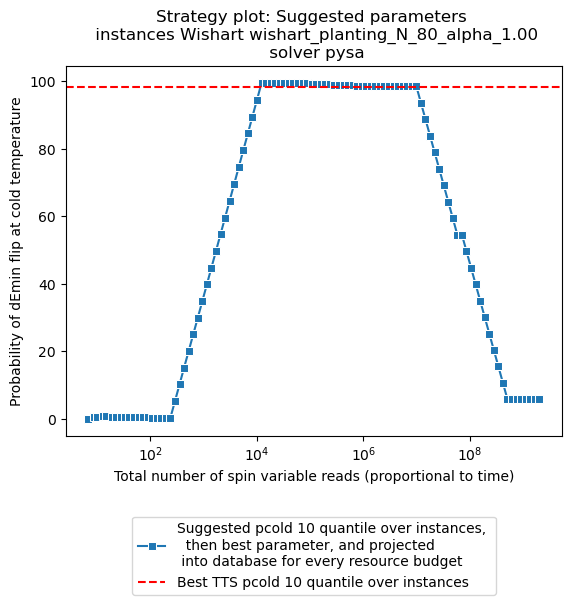 Strategy plot: Suggested parameters
instances Wishart wishart_planting_N_80_alpha_1.00
solver pysa
Probability of dEmin flip at cold temperature
100
80
60
40
20
0
10^2
10^4
10^6
10^8
Total number of spin variable reads (proportional to time)
Suggested pcold 10 quantile over instances,
then best parameter, and projected
into database for every resource budget
Best TTS pcold 10 quantile over instances